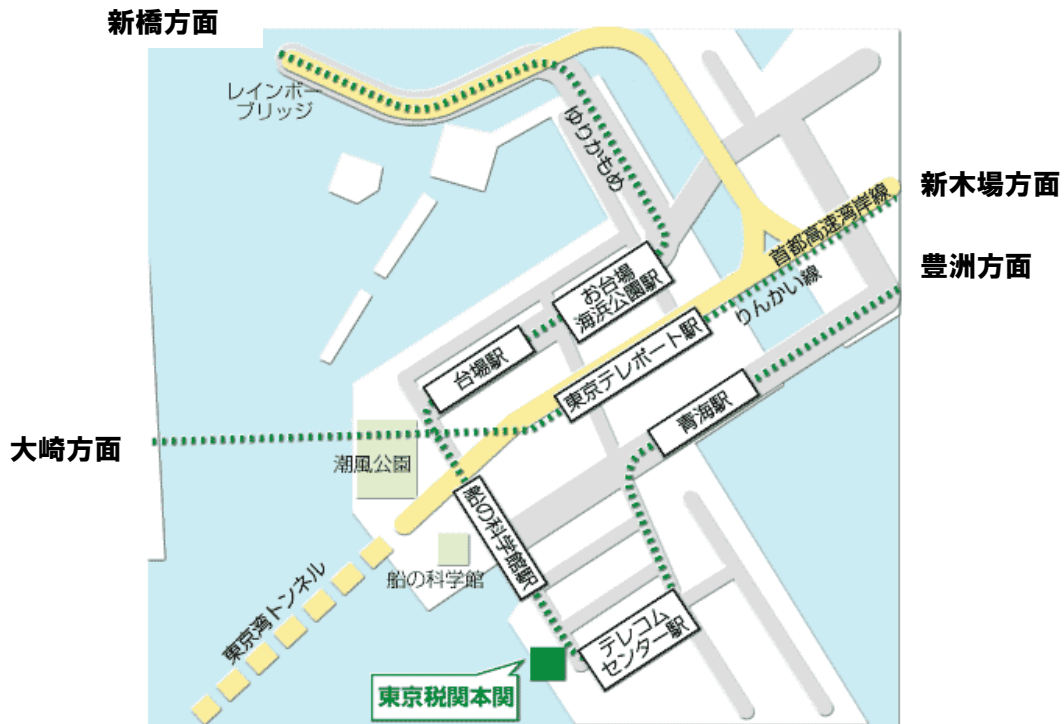 新橋方面
レインボー
ブリッジ
ゆりかもめ
新木場方面
首都高速湾岸線
豊洲方面
りんかい線
お台場
海浜公園駅
台場駅
東京テレポート駅
青海駅
大崎方面
潮風公園
船の科学館駅
船の科学館
東京湾トンネル
テレコム
センター駅
東京税関本関